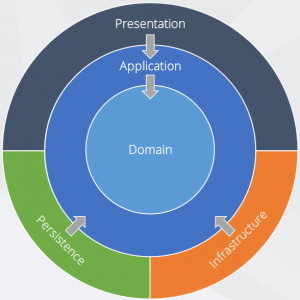 Presentation
Application
Domain
Persistence
Infrastructure